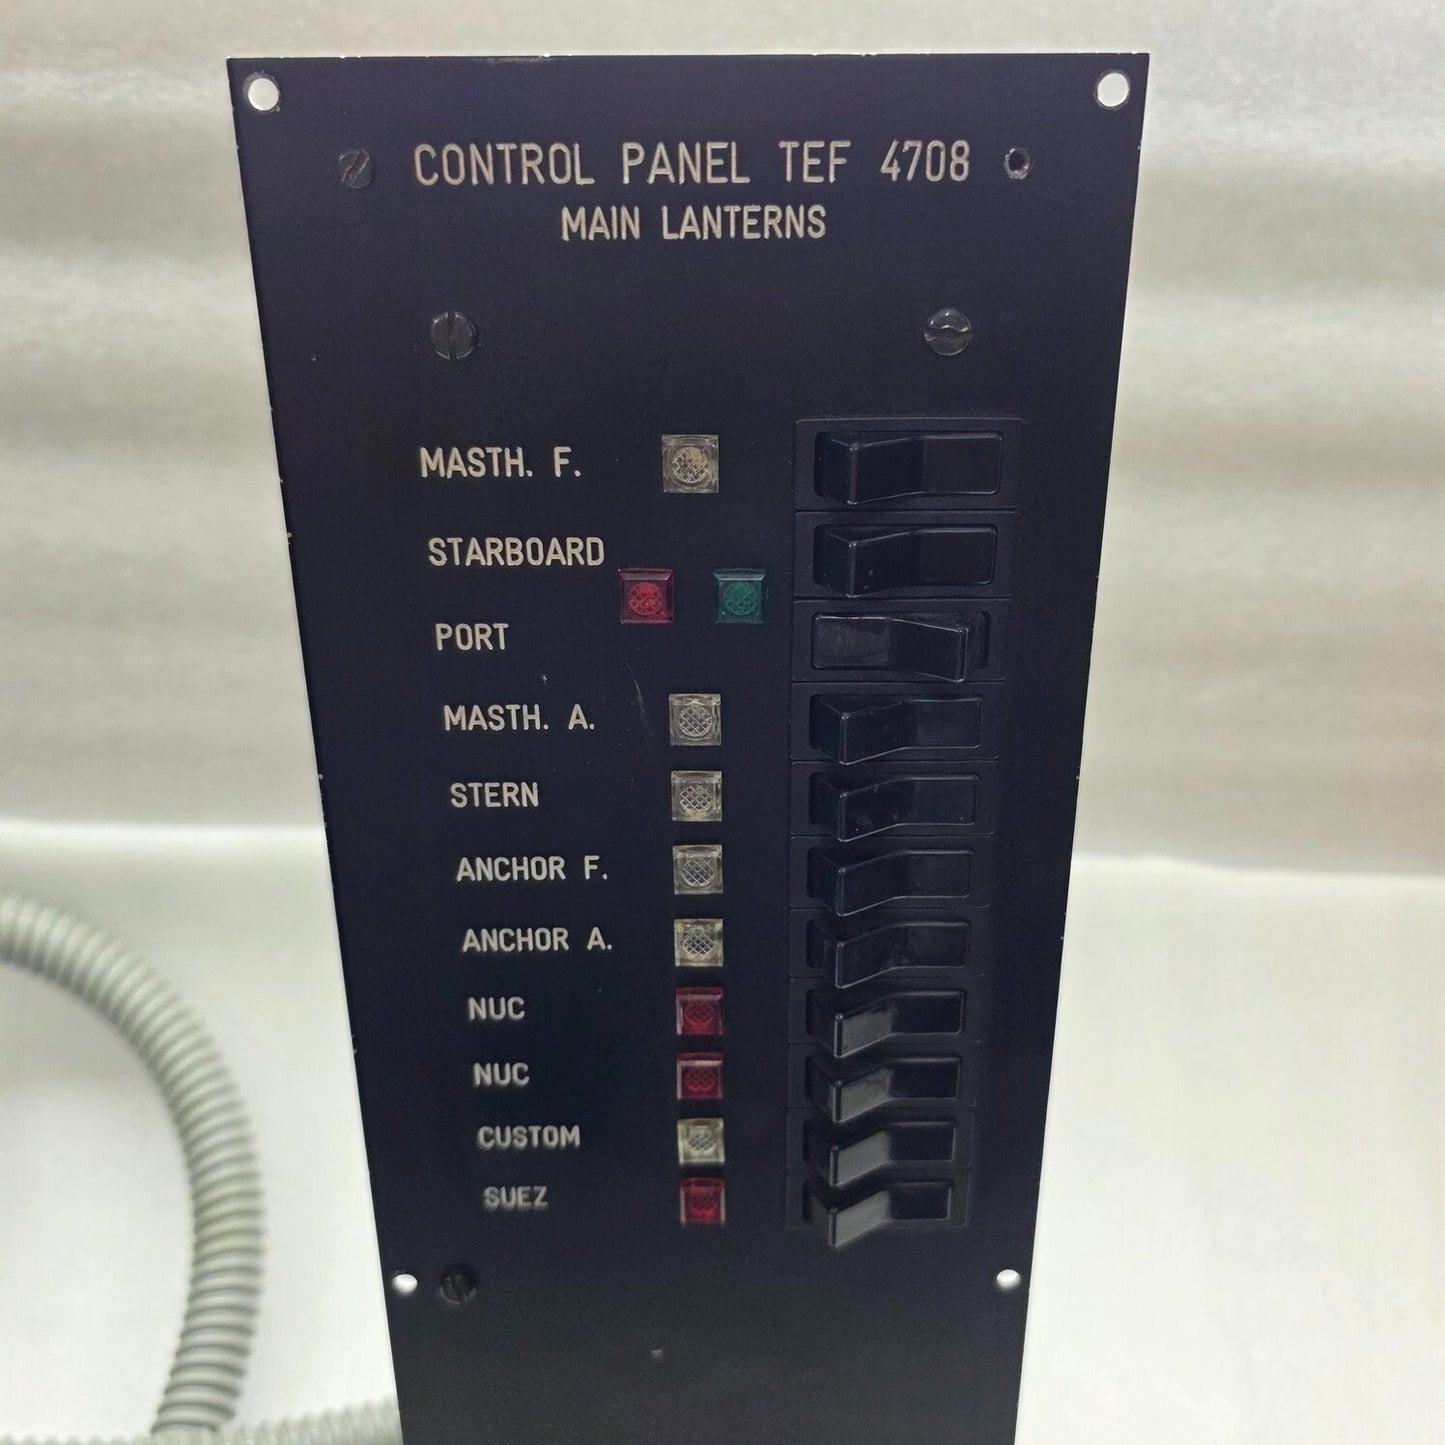 CONTROL PANEL TEF 4708
MAIN LANTERNS
MASTH. F.
STARBOARD
PORT
MASTH. A.
STERN
ANCHOR F.
ANCHOR A.
NUC
NUC
CUSTOM
SUEZ